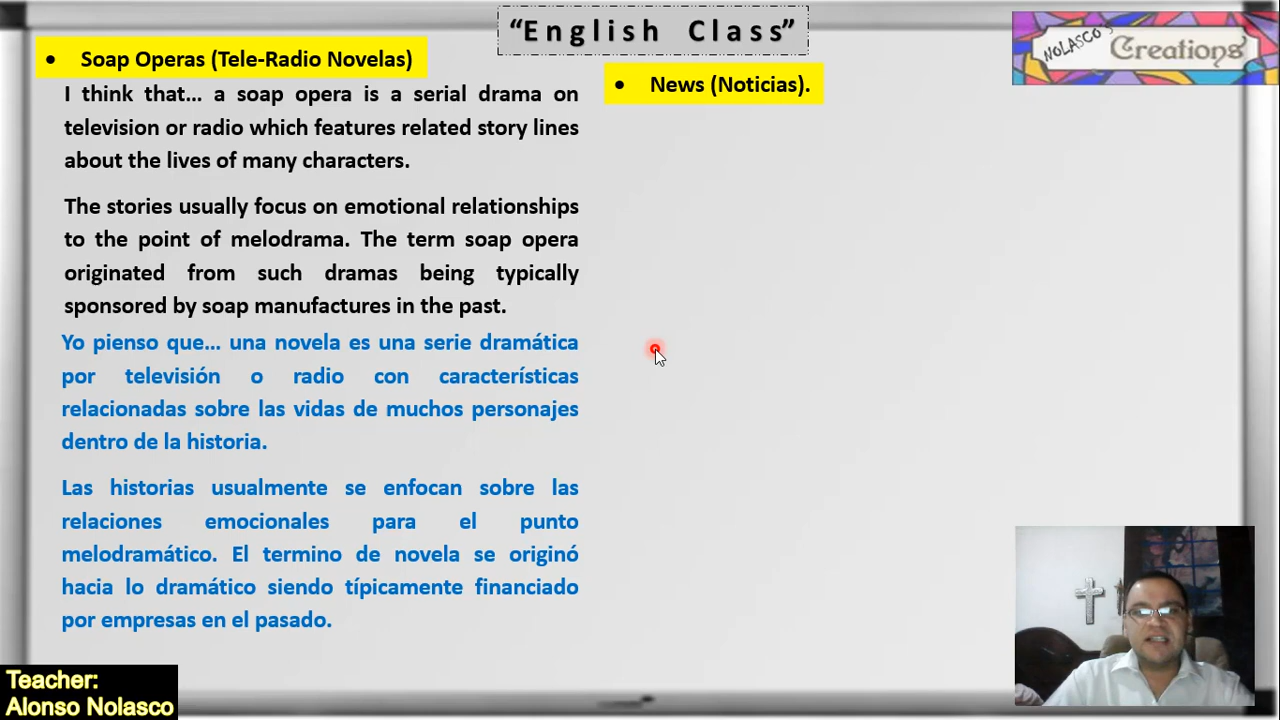 “English Class”
NOLASCO'S
Creations
• Soap Operas (Tele-Radio Novelas)
I think that... a soap opera is a serial drama on
television or radio which features related story lines
about the lives of many characters.
The stories usually focus on emotional relationships
to the point of melodrama. The term soap opera
originated from such dramas being typically
sponsored by soap manufactures in the past.
Yo pienso que... una novela es una serie dramática
por televisión o radio con características
relacionadas sobre las vidas de muchos personajes
dentro de la historia.
Las historias usualmente se enfocan sobre las
relaciones emocionales para el punto
melodramático. El termino de novela se originó
hacia lo dramático siendo típicamente financiado
por empresas en el pasado.
• News (Noticias).
Teacher:
Alonso Nolasco